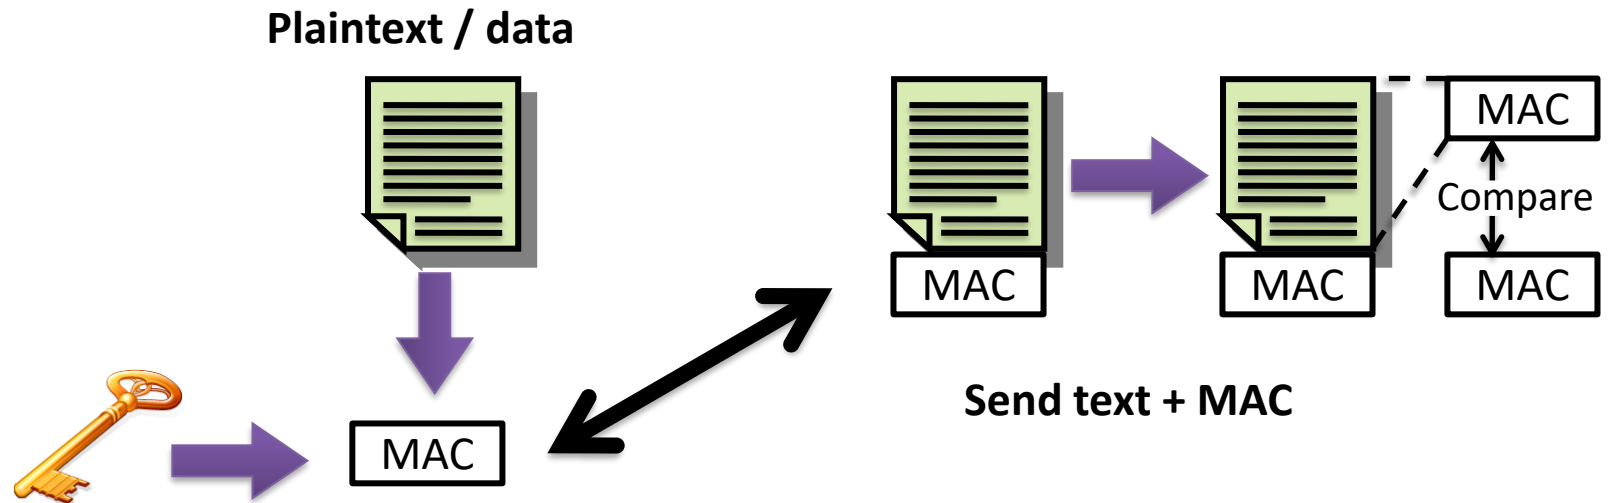 Plaintext / data
MAC
MAC
MAC
MAC
Compare
MAC
Send text + MAC